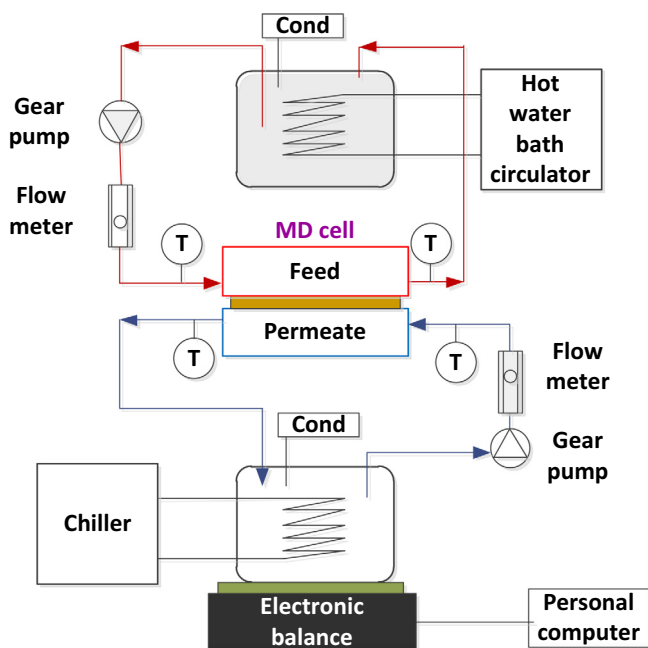 Cond
Gear
pump
Hot
water
bath
circulator
Flow
meter
MD cell
T
T
Feed
Permeate
T
T
Flow
meter
Cond
Gear
pump
Chiller
Electronic
balance
Personal
computer